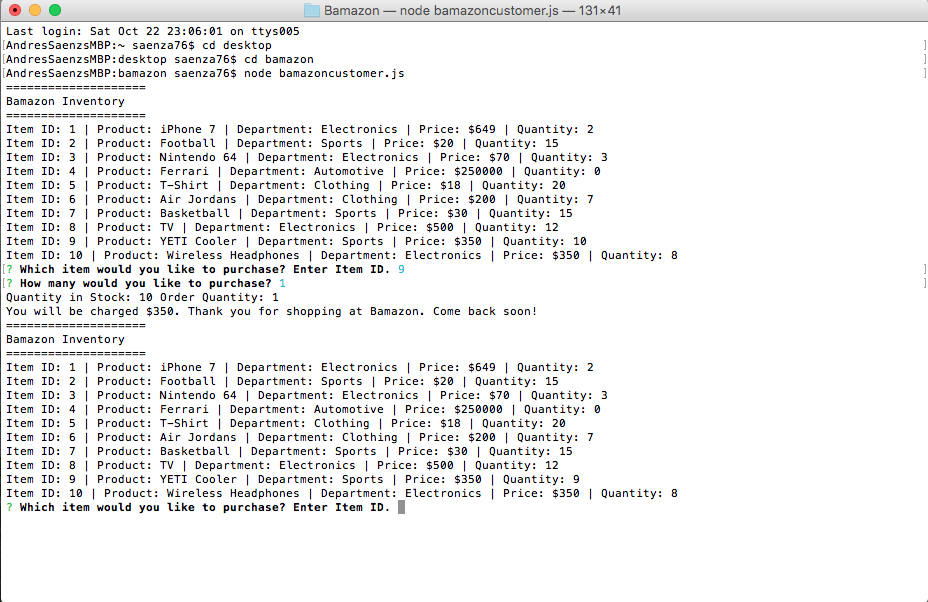 Bamazon — node bamazoncustomer.js — 131×41
Last login: Sat Oct 22 23:06:01 on ttys005
[AndresSaenzsMBP:~ saenza76$ cd desktop ]
[AndresSaenzsMBP:desktop saenza76$ cd bamazon ]
[AndresSaenzsMBP:bamazon saenza76$ node bamazoncustomer.js ]
====================
Bamazon Inventory
====================
Item ID: 1 | Product: iPhone 7 | Department: Electronics | Price: $649 | Quantity: 2
Item ID: 2 | Product: Football | Department: Sports | Price: $20 | Quantity: 15
Item ID: 3 | Product: Nintendo 64 | Department: Electronics | Price: $70 | Quantity: 3
Item ID: 4 | Product: Ferrari | Department: Automotive | Price: $250000 | Quantity: 0
Item ID: 5 | Product: T-Shirt | Department: Clothing | Price: $18 | Quantity: 20
Item ID: 6 | Product: Air Jordans | Department: Clothing | Price: $200 | Quantity: 7
Item ID: 7 | Product: Basketball | Department: Sports | Price: $30 | Quantity: 15
Item ID: 8 | Product: TV | Department: Electronics | Price: $500 | Quantity: 12
Item ID: 9 | Product: YETI Cooler | Department: Sports | Price: $350 | Quantity: 10
Item ID: 10 | Product: Wireless Headphones | Department: Electronics | Price: $350 | Quantity: 8
[? Which item would you like to purchase? Enter Item ID. 9 ]
[? How many would you like to purchase? 1 ]
Quantity in Stock: 10 Order Quantity: 1
You will be charged $350. Thank you for shopping at Bamazon. Come back soon!
====================
Bamazon Inventory
====================
Item ID: 1 | Product: iPhone 7 | Department: Electronics | Price: $649 | Quantity: 2
Item ID: 2 | Product: Football | Department: Sports | Price: $20 | Quantity: 15
Item ID: 3 | Product: Nintendo 64 | Department: Electronics | Price: $70 | Quantity: 3
Item ID: 4 | Product: Ferrari | Department: Automotive | Price: $250000 | Quantity: 0
Item ID: 5 | Product: T-Shirt | Department: Clothing | Price: $18 | Quantity: 20
Item ID: 6 | Product: Air Jordans | Department: Clothing | Price: $200 | Quantity: 7
Item ID: 7 | Product: Basketball | Department: Sports | Price: $30 | Quantity: 15
Item ID: 8 | Product: TV | Department: Electronics | Price: $500 | Quantity: 12
Item ID: 9 | Product: YETI Cooler | Department: Sports | Price: $350 | Quantity: 9
Item ID: 10 | Product: Wireless Headphones | Department: Electronics | Price: $350 | Quantity: 8
? Which item would you like to purchase? Enter Item ID.